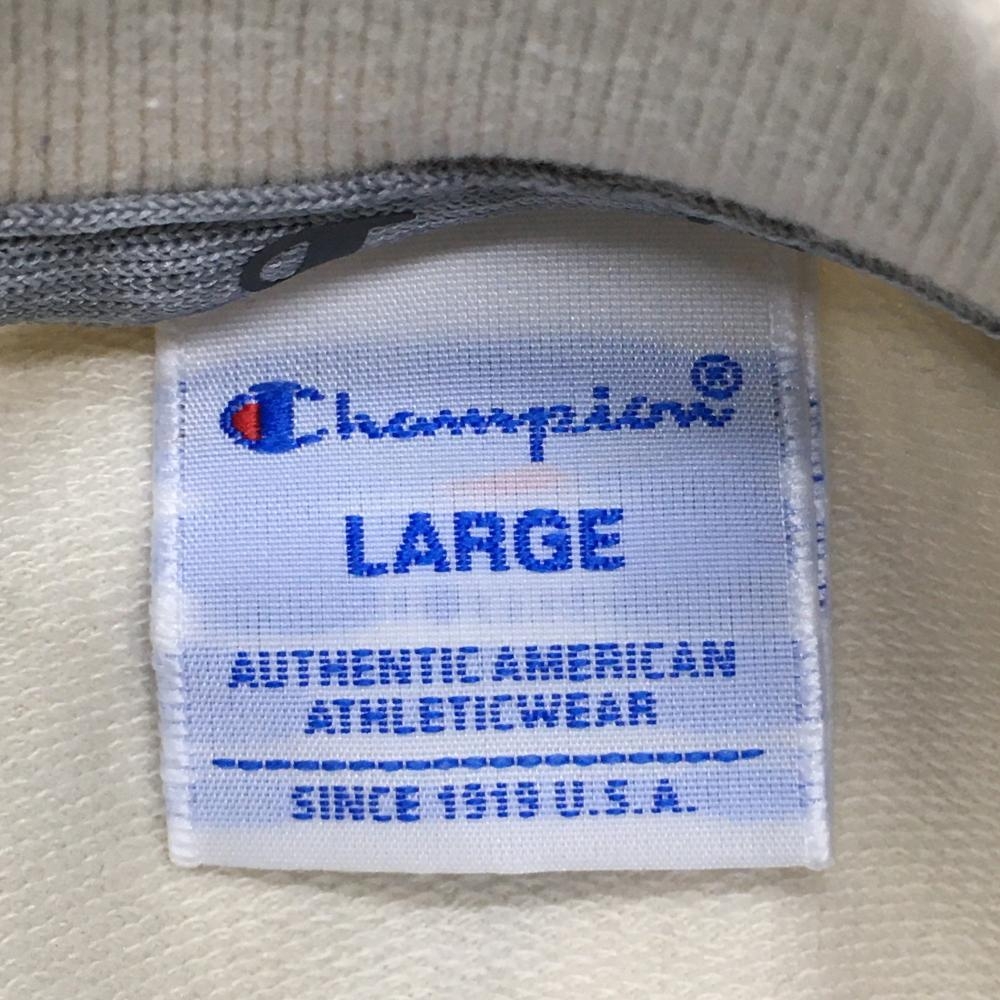 Champion®
LARGE
AUTHENTIC AMERICAN
ATHLETICWEAR
SINCE 1919 U.S.A.